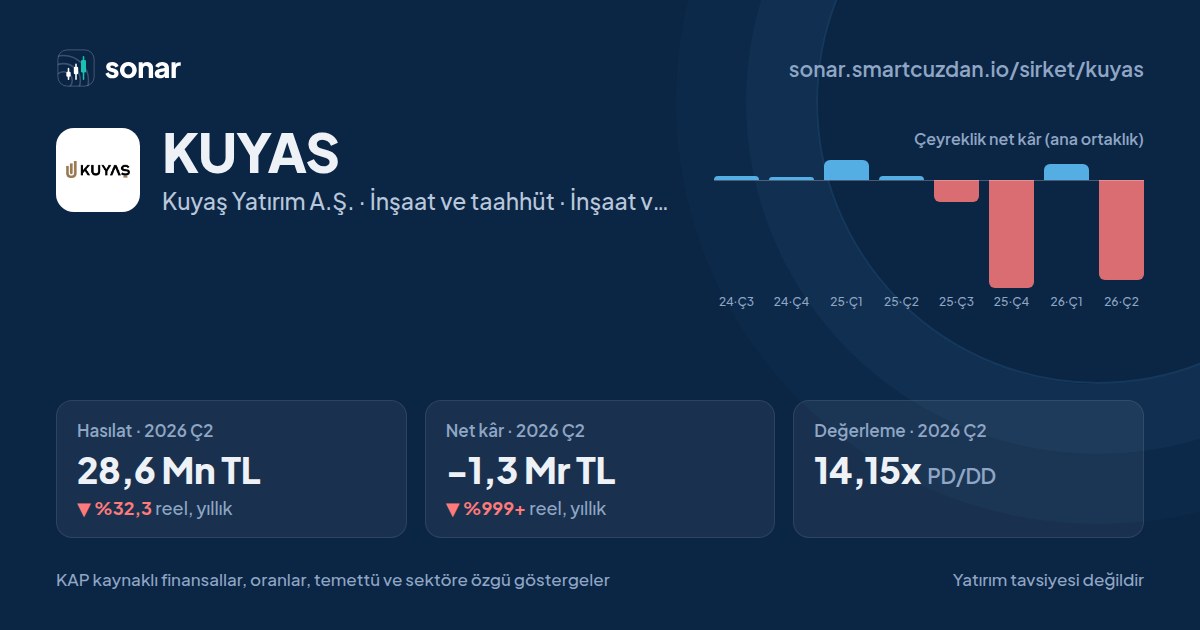 sonar
sonar.smartcuzdan.io/sirket/kuyas
KUYAŞ
KUYAS
Kuyaş Yatırım A.Ş. · İnşaat ve taahhüt · İnşaat v…
Çeyreklik net kâr (ana ortaklık)
24·Ç3 24·Ç4 25·Ç1 25·Ç2 25·Ç3 25·Ç4 26·Ç1 26·Ç2
Hasılat · 2026 Ç2
28,6 Mn TL
▼ %32,3 reel, yıllık
Net kâr · 2026 Ç2
−1,3 Mr TL
▼ %999+ reel, yıllık
Değerleme · 2026 Ç2
14,15x PD/DD
KAP kaynaklı finansallar, oranlar, temettü ve sektöre özgü göstergeler
Yatırım tavsiyesi değildir